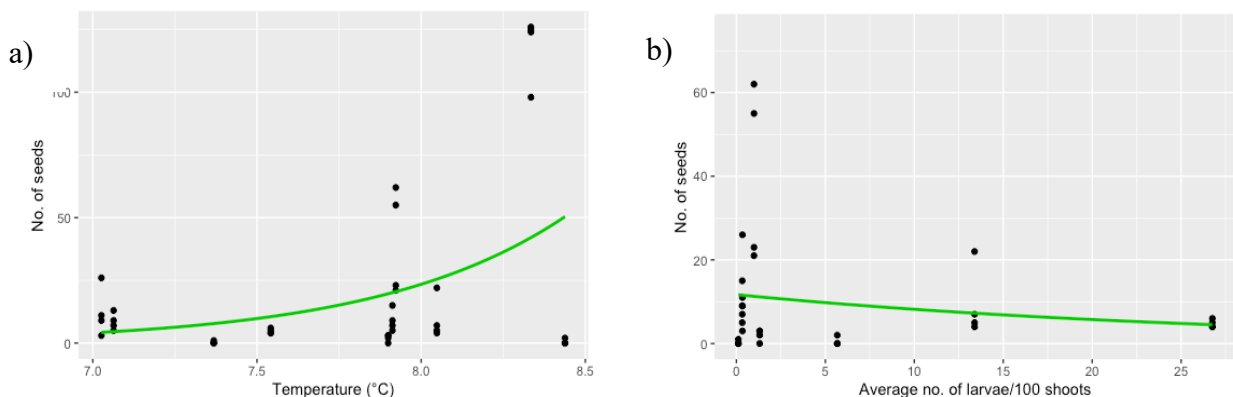 a)
No. of seeds
100
50
0
7.0 7.5 8.0 8.5
Temperature (°C)
b)
No. of seeds
60
40
20
0
0 5 10 15 20 25
Average no. of larvae/100 shoots